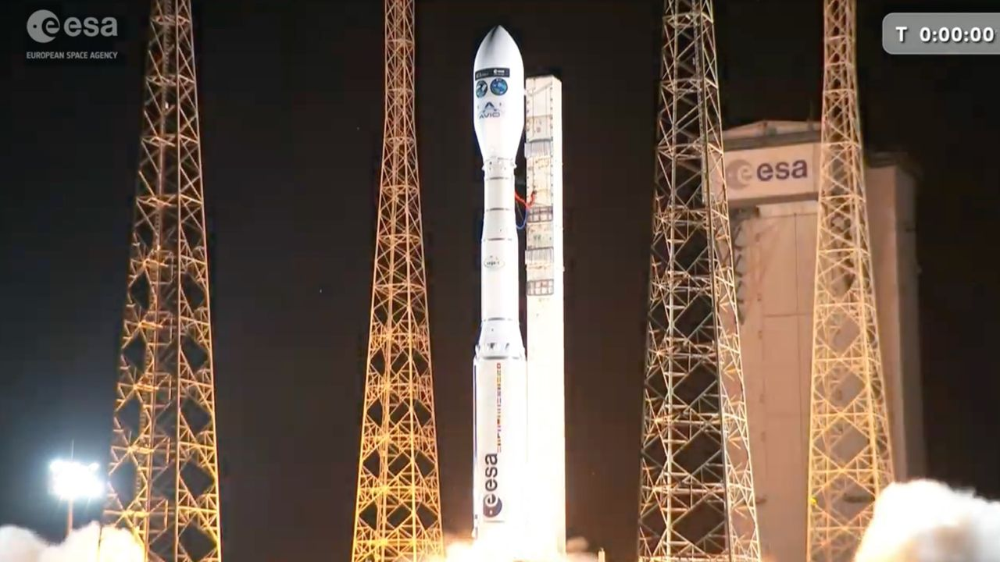 esa
EUROPEAN SPACE AGENCY
T 0:00:00
AVIO
esa
esa